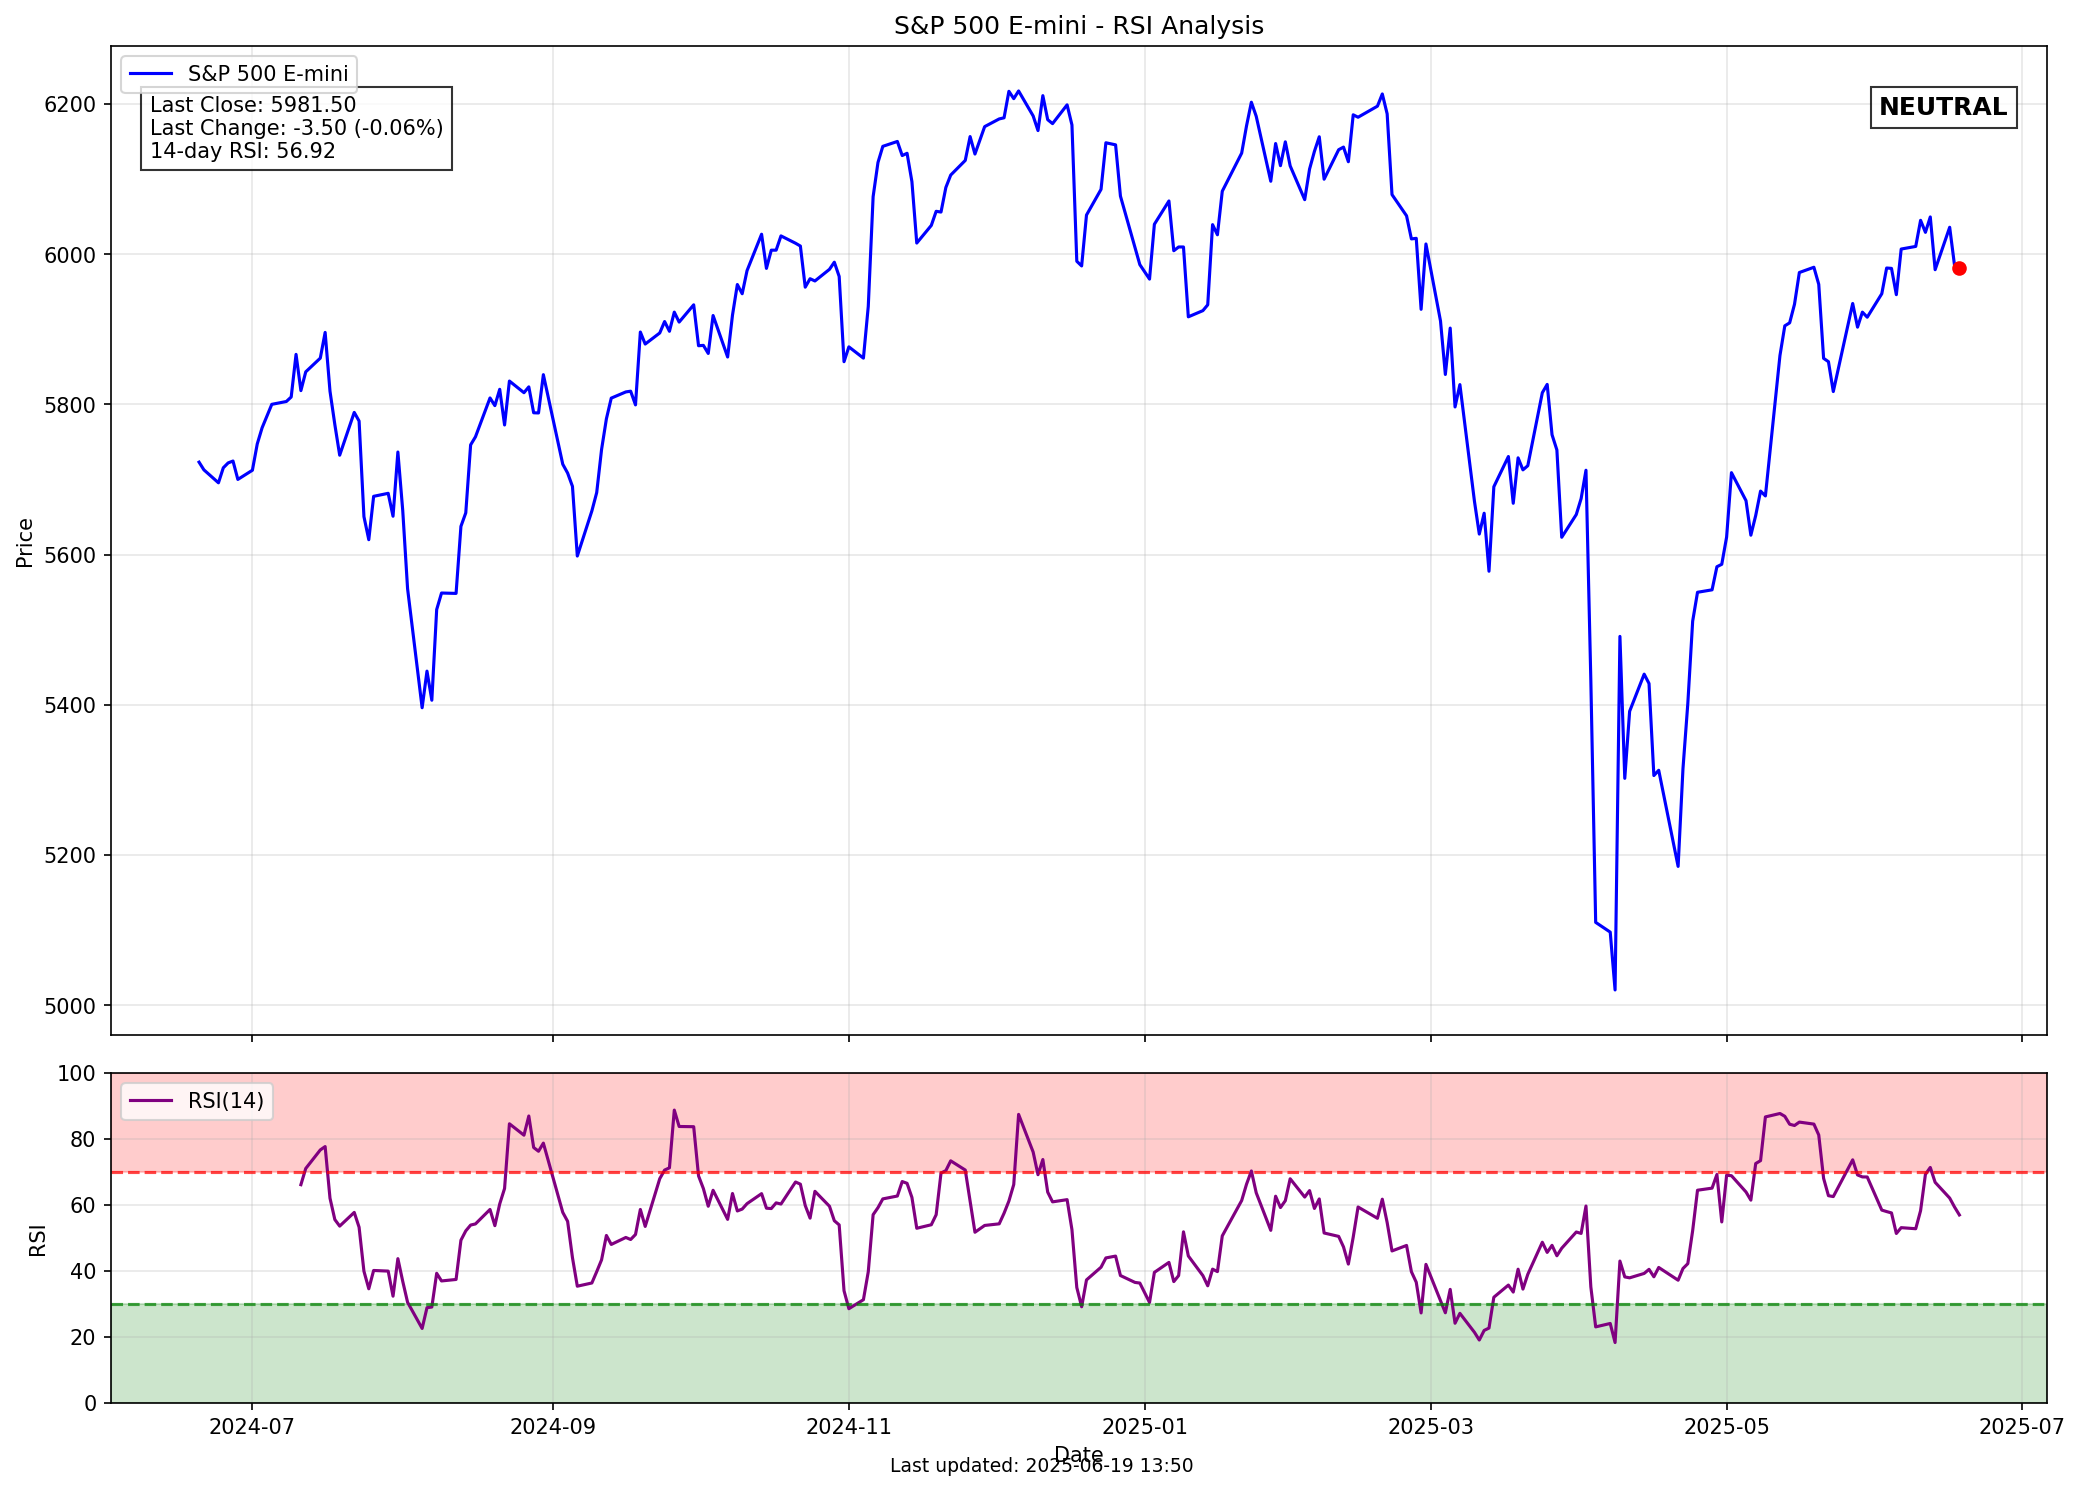 S&P 500 E-mini - RSI Analysis
S&P 500 E-mini
Last Close: 5981.50
Last Change: -3.50 (-0.06%)
14-day RSI: 56.92
NEUTRAL
Price
6200
6000
5800
5600
5400
5200
5000
RSI(14)
RSI
100
80
60
40
20
0
2024-07
2024-09
2024-11
2025-01
2025-03
2025-05
2025-07
Date
Last updated: 2025-06-19 13:50